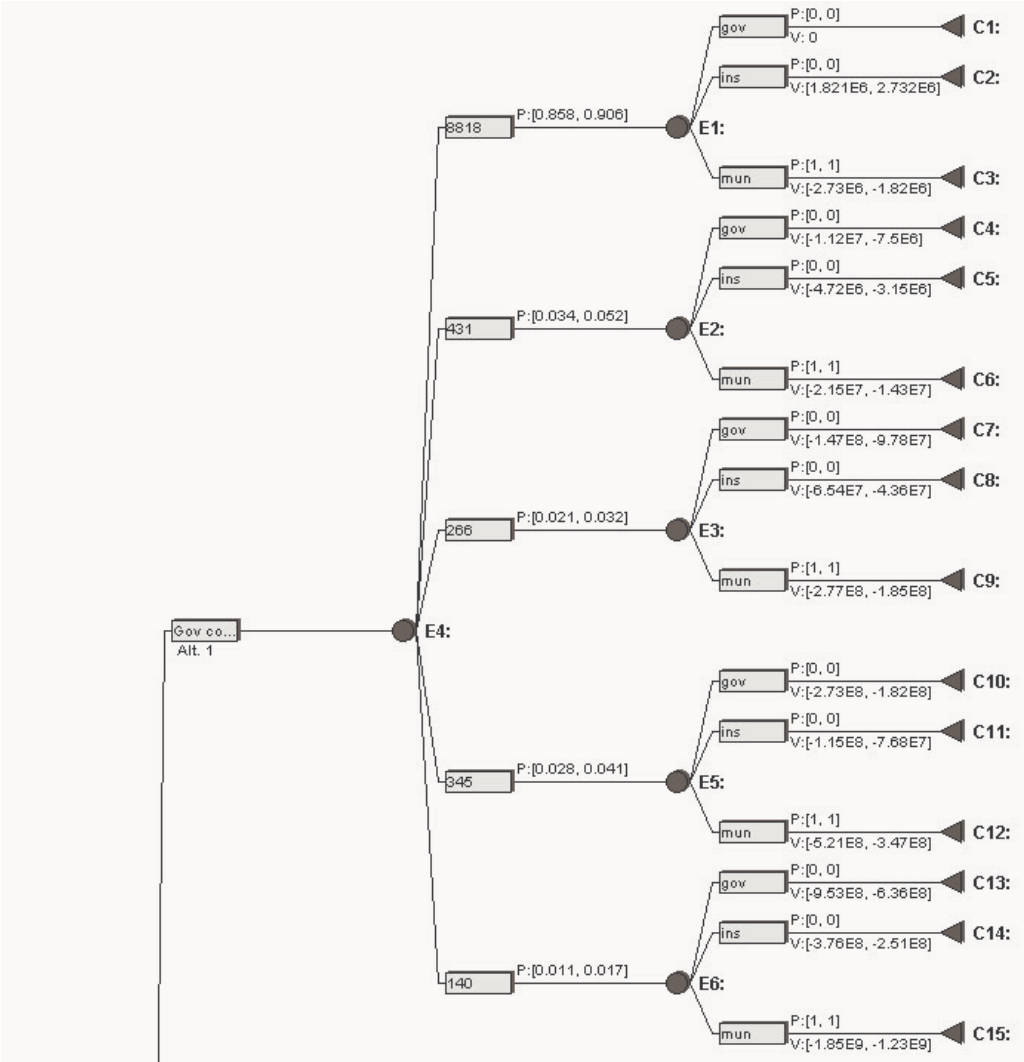 P:[0, 0]
gov
C1:
V: 0
P:[0, 0]
ins
C2:
V:[1.821E6, 2.732E6]
8818
P:[0.858, 0.906]
E1:
P:[1, 1]
mun
C3:
V:[-2.73E6, -1.82E6]
P:[0, 0]
gov
C4:
V:[-1.12E7, -7.5E6]
P:[0, 0]
ins
C5:
V:[-4.72E6, -3.15E6]
431
P:[0.034, 0.052]
E2:
P:[1, 1]
mun
C6:
V:[-2.15E7, -1.43E7]
P:[0, 0]
gov
C7:
V:[-1.47E8, -9.78E7]
P:[0, 0]
ins
C8:
V:[-6.54E7, -4.36E7]
266
P:[0.021, 0.032]
E3:
P:[1, 1]
mun
C9:
V:[-2.77E8, -1.85E8]
Gov co...
Alt. 1
E4:
P:[0, 0]
gov
C10:
V:[-2.73E8, -1.82E8]
P:[0, 0]
ins
C11:
V:[-1.15E8, -7.68E7]
345
P:[0.028, 0.041]
E5:
P:[1, 1]
mun
C12:
V:[-5.21E8, -3.47E8]
P:[0, 0]
gov
C13:
V:[-9.53E8, -6.36E8]
P:[0, 0]
ins
C14:
V:[-3.76E8, -2.51E8]
140
P:[0.011, 0.017]
E6:
P:[1, 1]
mun
C15:
V:[-1.85E9, -1.23E9]